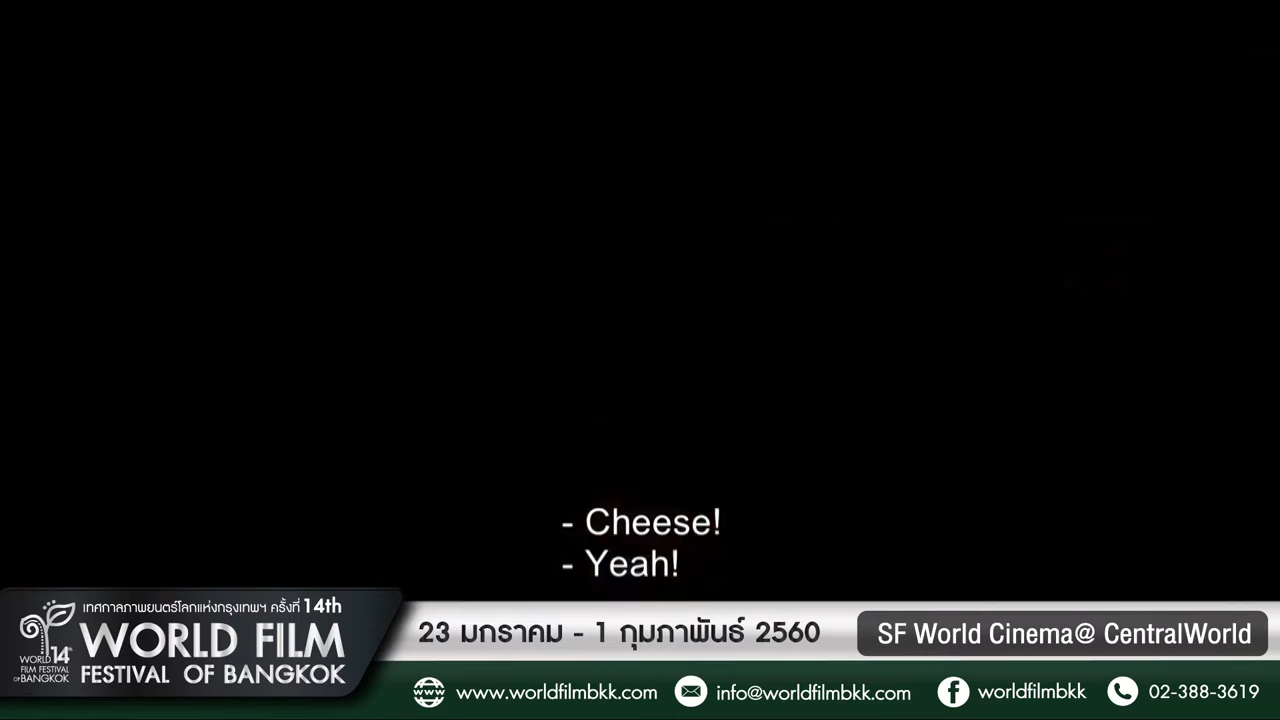 - Cheese!
- Yeah!
เทศกาลภาพยนตร์โลกแห่งกรุงเทพฯ ครั้งที่ 14th
WORLD FILM
FESTIVAL OF BANGKOK
WORLD 14th
FILM FESTIVAL
OF BANGKOK
23 มกราคม - 1 กุมภาพันธ์ 2560
SF World Cinema@ CentralWorld
www.worldfilmbkk.com
info@worldfilmbkk.com
worldfilmbkk
02-388-3619